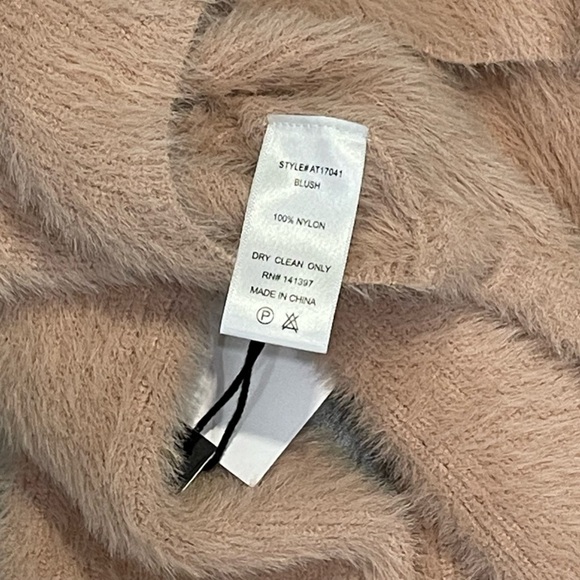 STYLE# AT17041
BLUSH
100% NYLON
DRY CLEAN ONLY
RN# 141397
MADE IN CHINA
P